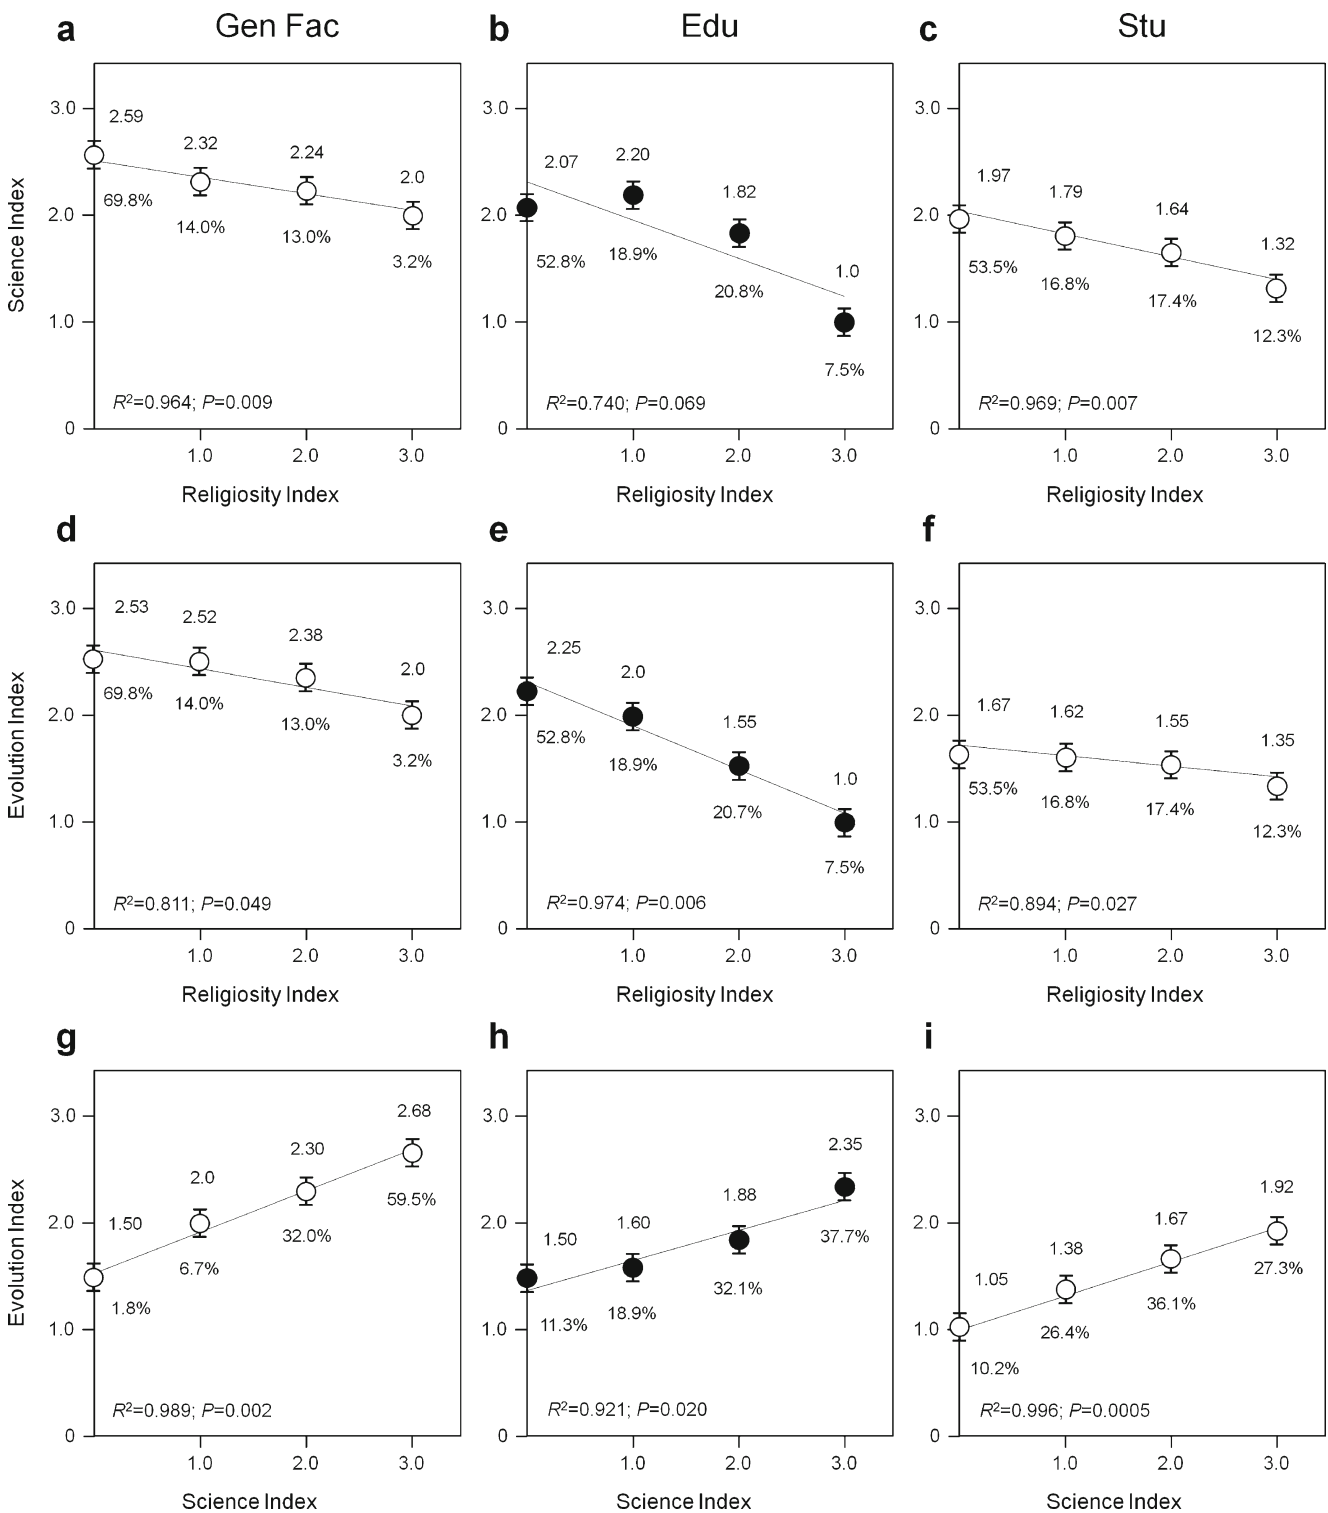 a Gen Fac b Edu c Stu
3.0 3.0 3.0
2.59 2.32 2.24 2.0 2.07 2.20 1.82 1.0 1.97 1.79 1.64 1.32
Science Index
2.0 2.0 2.0
69.8% 14.0% 13.0% 3.2% 52.8% 18.9% 20.8% 7.5% 53.5% 16.8% 17.4% 12.3%
1.0 1.0 1.0
R²=0.964; P=0.009 R²=0.740; P=0.069 R²=0.969; P=0.007
0 0 0
1.0 2.0 3.0 1.0 2.0 3.0 1.0 2.0 3.0
Religiosity Index Religiosity Index Religiosity Index
d e f
3.0 3.0 3.0
2.53 2.52 2.38 2.0 2.25 2.0 1.55 1.0 1.67 1.62 1.55 1.35
Evolution Index
2.0 2.0 2.0
69.8% 14.0% 13.0% 3.2% 52.8% 18.9% 20.7% 7.5% 53.5% 16.8% 17.4% 12.3%
1.0 1.0 1.0
R²=0.811; P=0.049 R²=0.974; P=0.006 R²=0.894; P=0.027
0 0 0
1.0 2.0 3.0 1.0 2.0 3.0 1.0 2.0 3.0
Religiosity Index Religiosity Index Religiosity Index
g h i
3.0 3.0 3.0
1.50 2.0 2.30 2.68 1.50 1.60 1.88 2.35 1.05 1.38 1.67 1.92
Evolution Index
2.0 2.0 2.0
1.8% 6.7% 32.0% 59.5% 11.3% 18.9% 32.1% 37.7% 10.2% 26.4% 36.1% 27.3%
1.0 1.0 1.0
R²=0.989; P=0.002 R²=0.921; P=0.020 R²=0.996; P=0.0005
0 0 0
1.0 2.0 3.0 1.0 2.0 3.0 1.0 2.0 3.0
Science Index Science Index Science Index